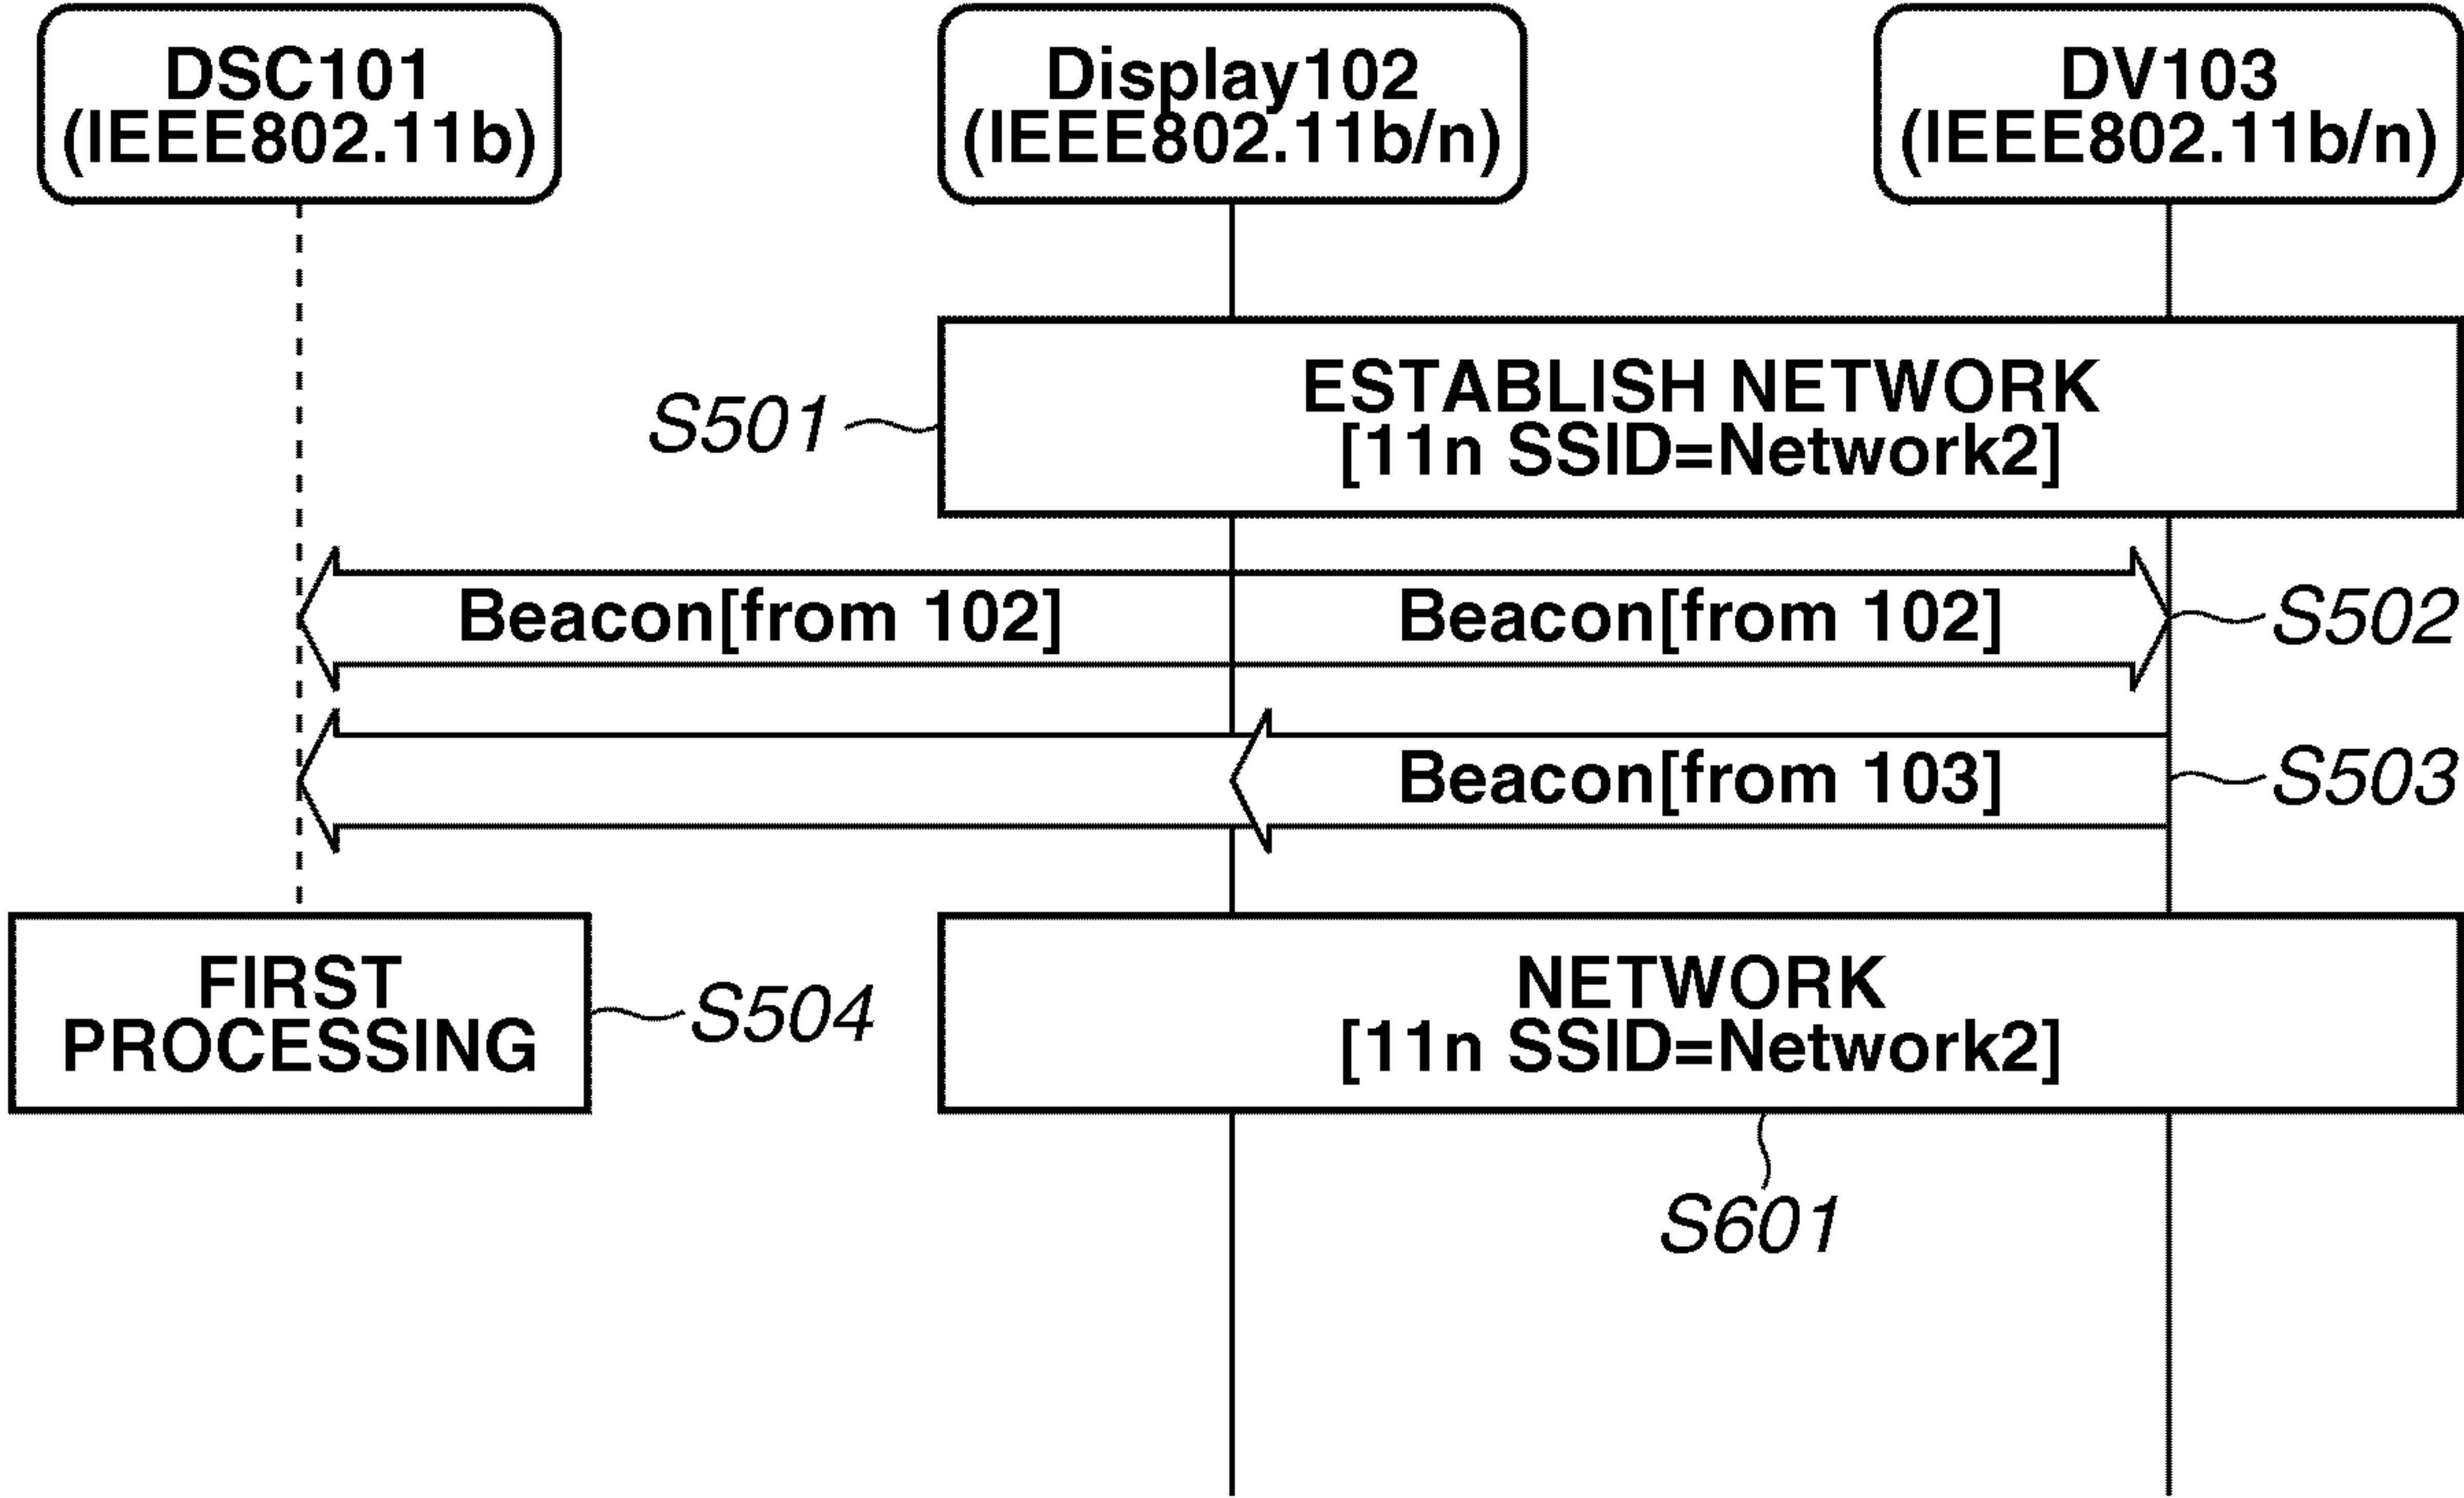 DSC101
(IEEE802.11b)
Display102
(IEEE802.11b/n)
DV103
(IEEE802.11b/n)
S501
ESTABLISH NETWORK
[11n SSID=Network2]
Beacon[from 102]
Beacon[from 102]
S502
Beacon[from 103]
S503
FIRST
PROCESSING
S504
NETWORK
[11n SSID=Network2]
S601